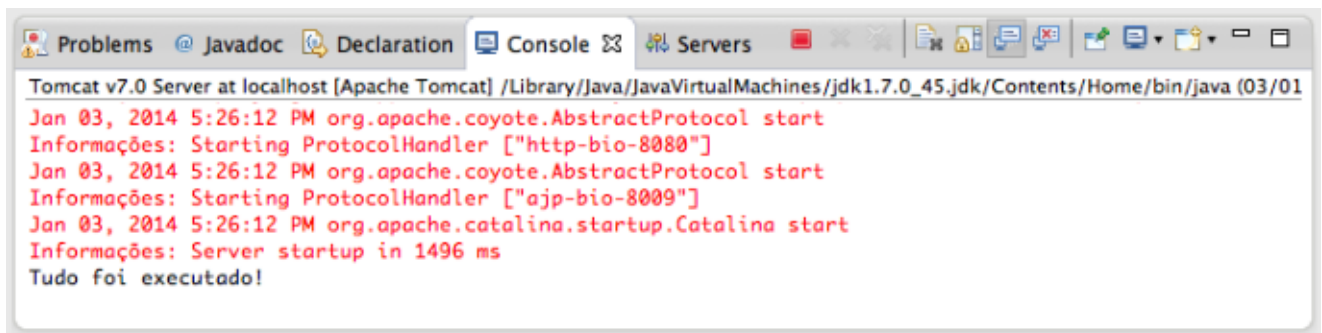 Problems @ Javadoc Declaration Console Servers
Tomcat v7.0 Server at localhost [Apache Tomcat] /Library/Java/JavaVirtualMachines/jdk1.7.0_45.jdk/Contents/Home/bin/java (03/01
Jan 03, 2014 5:26:12 PM org.apache.coyote.AbstractProtocol start
Informações: Starting ProtocolHandler ["http-bio-8080"]
Jan 03, 2014 5:26:12 PM org.apache.coyote.AbstractProtocol start
Informações: Starting ProtocolHandler ["ajp-bio-8009"]
Jan 03, 2014 5:26:12 PM org.apache.catalina.startup.Catalina start
Informações: Server startup in 1496 ms
Tudo foi executado!